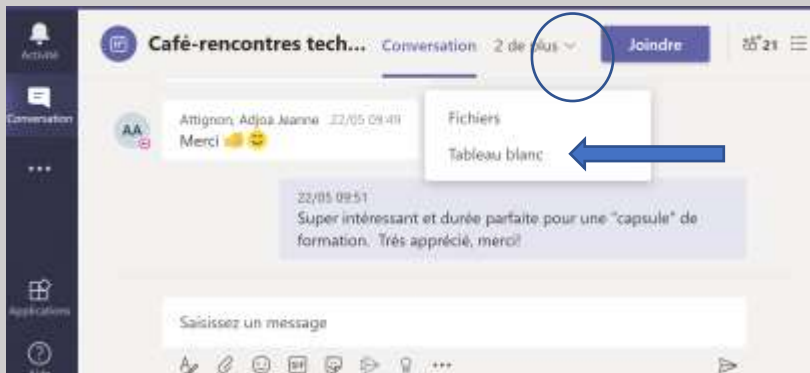 Activité
Café-rencontres tech... Conversation 2 de plus Joindre 21
Conversation
AA
Attignon, Adjoa Jeanne 22/05 09:49
Merci
Fichiers
Tableau blanc
22/05 09:51
Super intéressant et durée parfaite pour une "capsule" de
formation. Très apprécié, merci!
Applications
Saisissez un message
GIF